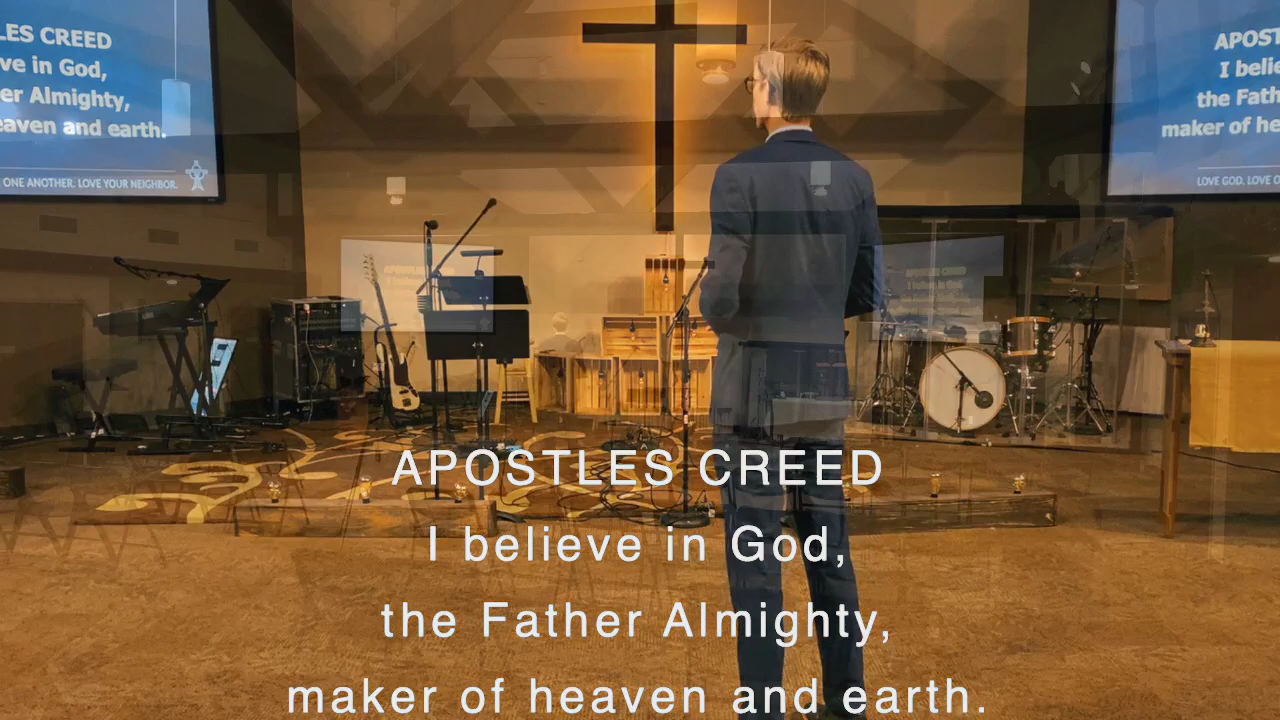 LES CREED
ve in God,
er Almighty,
eaven and earth.
ONE ANOTHER. LOVE YOUR NEIGHBOR.
APOST
I belie
the Fath
maker of he
LOVE GOD. LOVE O
APOSTLES CREED
I believe in God,
the Father Almighty,
maker of heaven and earth.